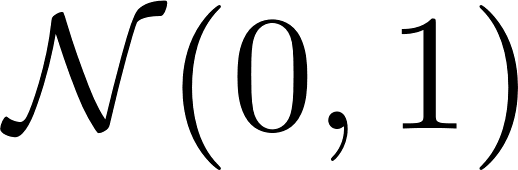 𝒩(0, 1)